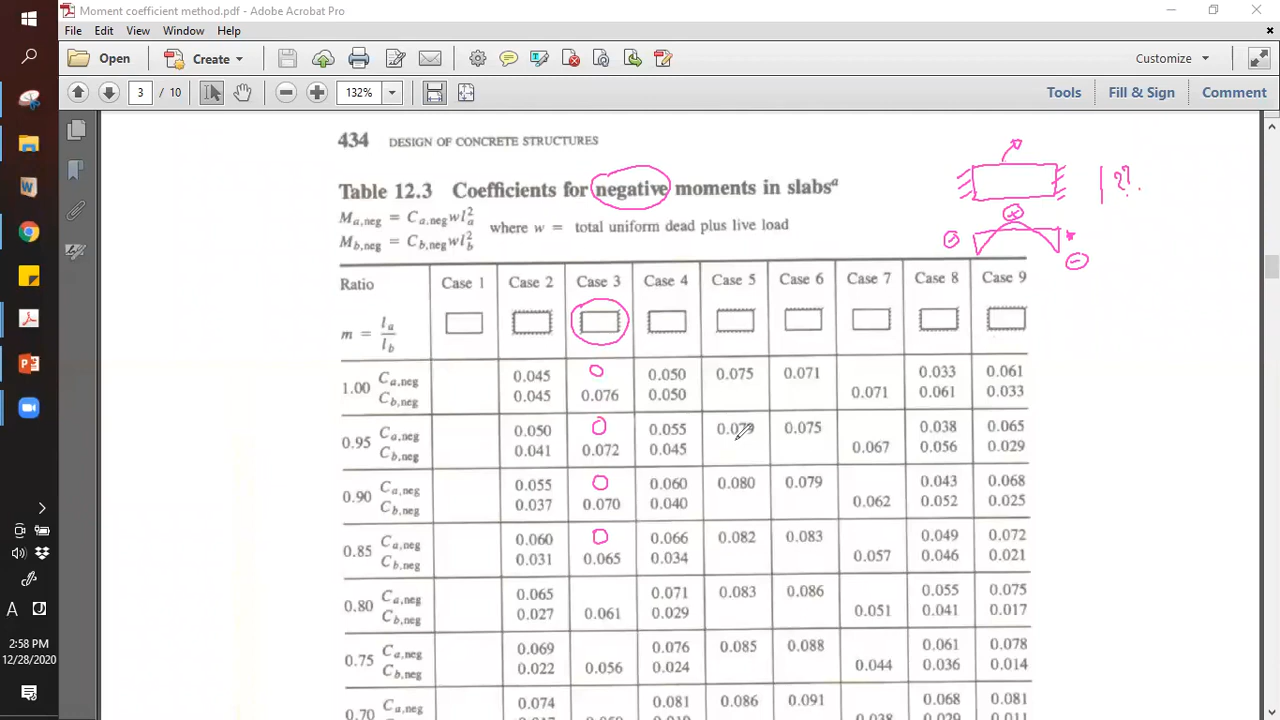 Moment coefficient method.pdf - Adobe Acrobat Pro
File Edit View Window Help
Open Create Customize
3 / 10 132% Tools Fill & Sign Comment
434 DESIGN OF CONCRETE STRUCTURES
Table 12.3 Coefficients for negative moments in slabsᵃ
Ma,neg = Ca,neg wla² where w = total uniform dead plus live load
Mb,neg = Cb,neg wlb²
??
+
−
−
Ratio Case 1 Case 2 Case 3 Case 4 Case 5 Case 6 Case 7 Case 8 Case 9
m = la/lb
1.00 Ca,neg 0.045 0 0.050 0.075 0.071 0.033 0.061
Cb,neg 0.045 0.076 0.050 0.071 0.061 0.033
0.95 Ca,neg 0.050 0 0.055 0.075 0.038 0.065
Cb,neg 0.041 0.072 0.045 0.067 0.056 0.029
0.90 Ca,neg 0.055 0 0.060 0.080 0.079 0.043 0.068
Cb,neg 0.037 0.070 0.040 0.062 0.052 0.025
0.85 Ca,neg 0.060 0 0.066 0.082 0.083 0.049 0.072
Cb,neg 0.031 0.065 0.034 0.057 0.046 0.021
0.80 Ca,neg 0.065 0.071 0.083 0.086 0.055 0.075
Cb,neg 0.027 0.061 0.029 0.051 0.041 0.017
0.75 Ca,neg 0.069 0.076 0.085 0.088 0.061 0.078
Cb,neg 0.022 0.056 0.024 0.044 0.036 0.014
0.70 Ca,neg 0.074 0.081 0.086 0.091 0.068 0.081
A
2:58 PM
12/28/2020